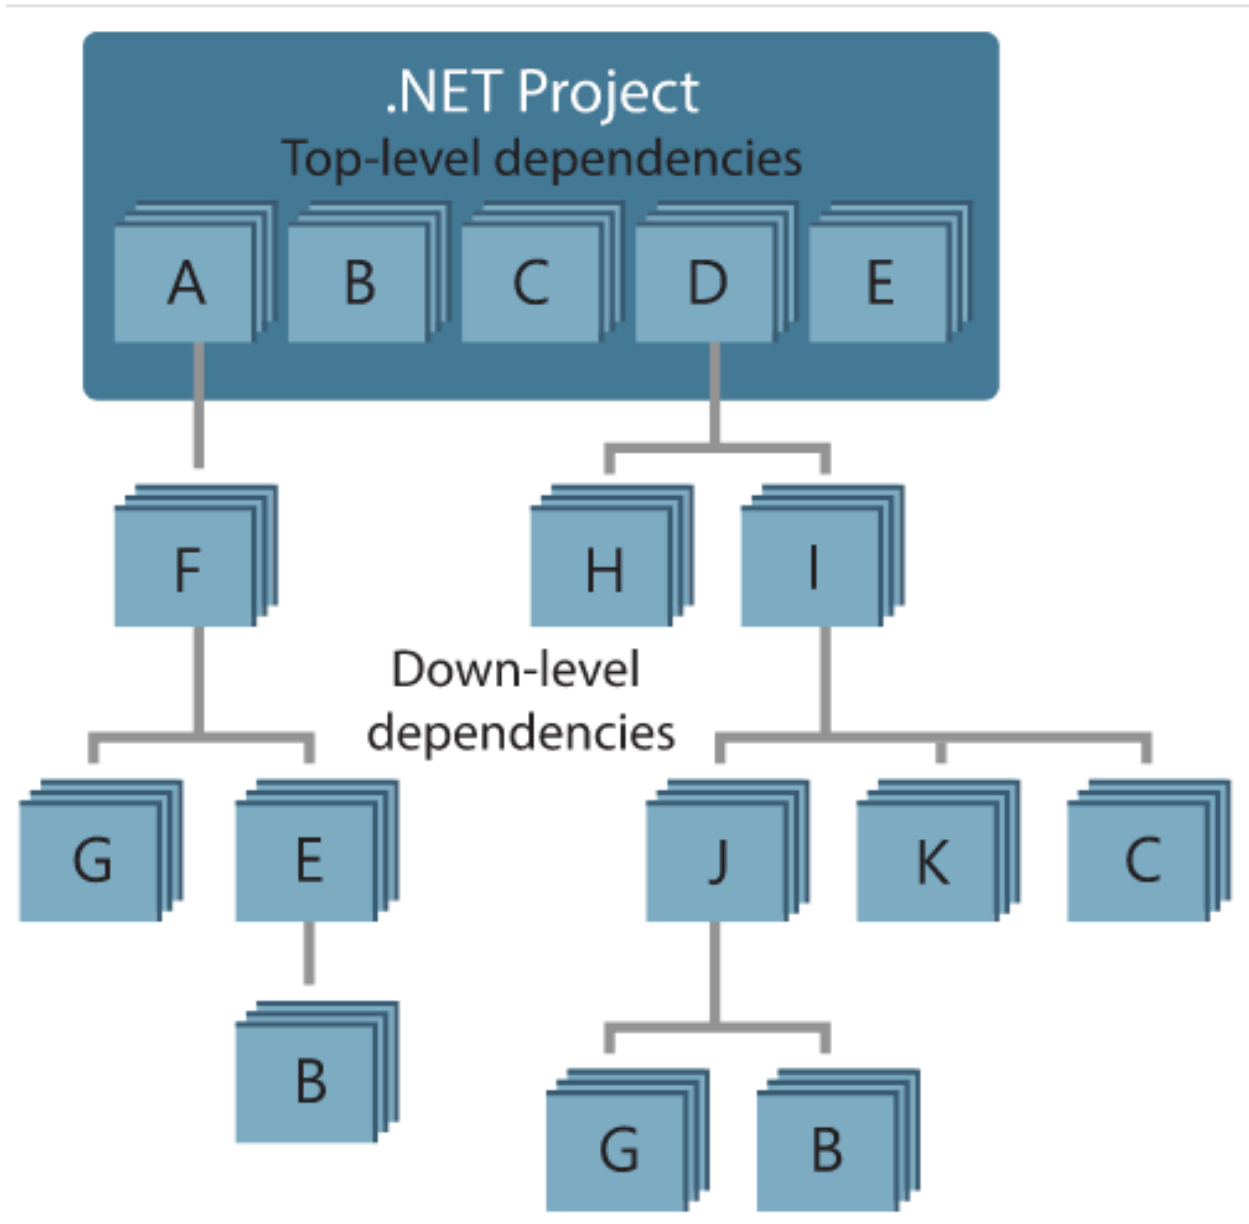 .NET Project
Top-level dependencies
A B C D E
F H I
Down-level
dependencies
G E J K C
B
G B